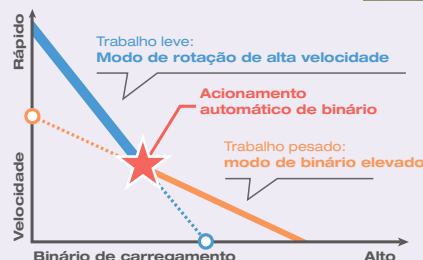 Rápido
Trabalho leve:
Modo de rotação de alta velocidade
Acionamento
automático de binário
Trabalho pesado:
modo de binário elevado
Velocidade
Binário de carregamento
Alto